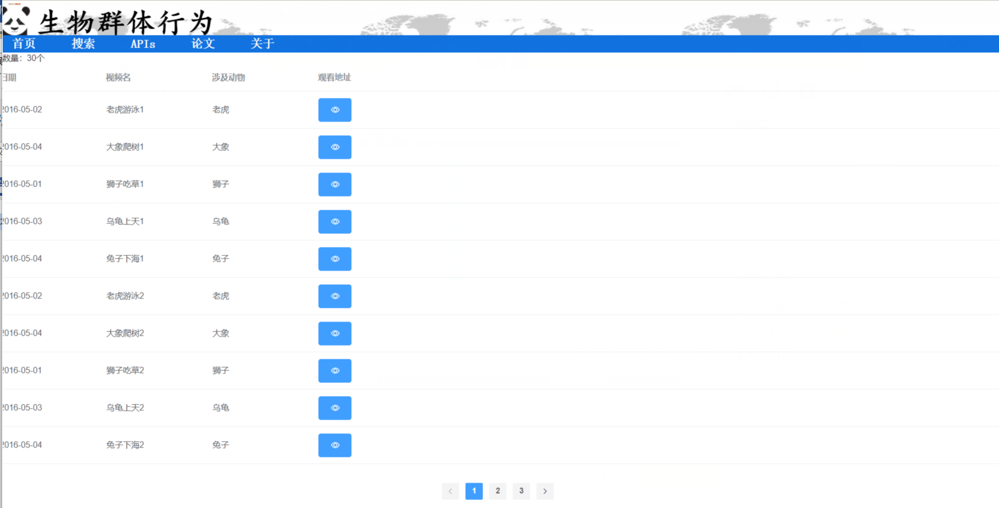 生物群体行为
首页 搜索 APIs 论文 关于
数量：30个
日期 视频名 涉及动物 观看地址
2016-05-02 老虎游泳1 老虎
2016-05-04 大象爬树1 大象
2016-05-01 狮子吃草1 狮子
2016-05-03 乌龟上天1 乌龟
2016-05-04 兔子下海1 兔子
2016-05-02 老虎游泳2 老虎
2016-05-04 大象爬树2 大象
2016-05-01 狮子吃草2 狮子
2016-05-03 乌龟上天2 乌龟
2016-05-04 兔子下海2 兔子
1 2 3